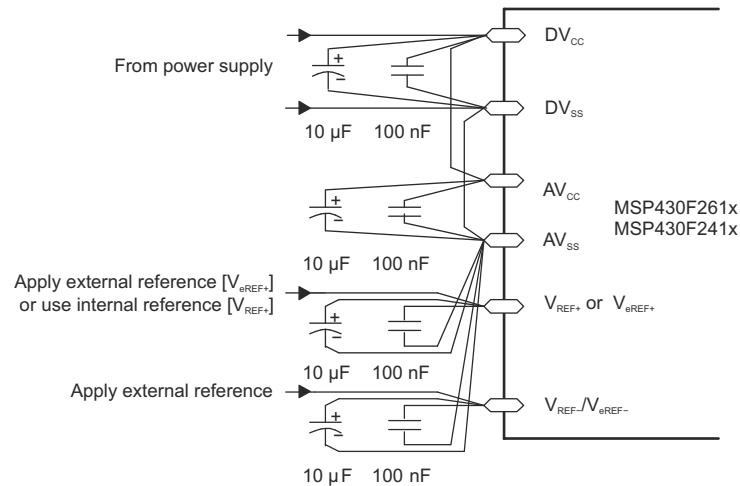 DVCC
From power supply
DVSS
10 µF 100 nF
AVCC
MSP430F261x
MSP430F241x
AVSS
10 µF 100 nF
Apply external reference [VeREF+]
or use internal reference [VREF+]
VREF+ or VeREF+
10 µF 100 nF
Apply external reference
VREF−/VeREF−
10 µF 100 nF